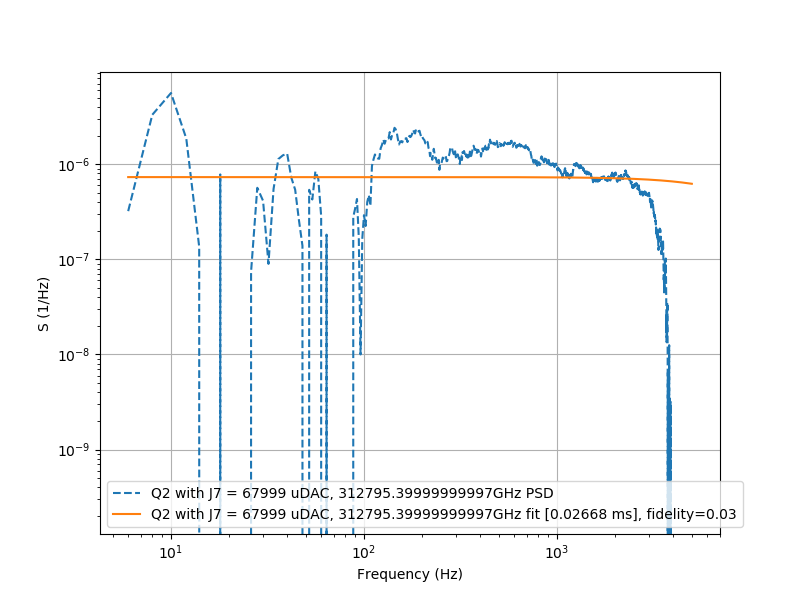 10⁻⁶
10⁻⁷
10⁻⁸
10⁻⁹
S (1/Hz)
Q2 with J7 = 67999 uDAC, 312795.39999999997GHz PSD
Q2 with J7 = 67999 uDAC, 312795.39999999997GHz fit [0.02668 ms], fidelity=0.03
10¹ 10² 10³
Frequency (Hz)